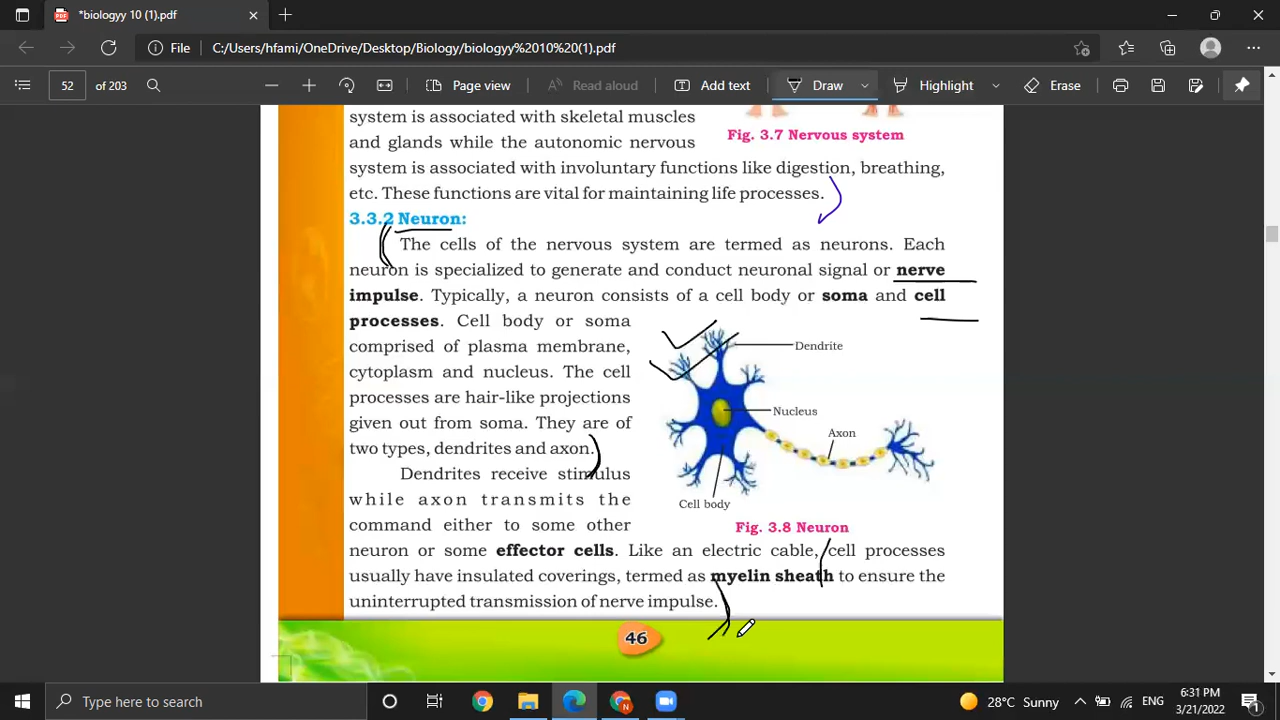 *biologyy 10 (1).pdf
File C:/Users/hfami/OneDrive/Desktop/Biology/biologyy%2010%20(1).pdf
52 of 203 Page view Read aloud Add text Draw Highlight Erase
system is associated with skeletal muscles
and glands while the autonomic nervous
Fig. 3.7 Nervous system
system is associated with involuntary functions like digestion, breathing,
etc. These functions are vital for maintaining life processes.
3.3.2 Neuron:
The cells of the nervous system are termed as neurons. Each
neuron is specialized to generate and conduct neuronal signal or nerve
impulse. Typically, a neuron consists of a cell body or soma and cell
processes. Cell body or soma
comprised of plasma membrane,
cytoplasm and nucleus. The cell
processes are hair-like projections
given out from soma. They are of
two types, dendrites and axon.
Dendrites receive stimulus
while axon transmits the
command either to some other
Dendrite
Nucleus
Axon
Cell body
Fig. 3.8 Neuron
neuron or some effector cells. Like an electric cable, cell processes
usually have insulated coverings, termed as myelin sheath to ensure the
uninterrupted transmission of nerve impulse.
46
Type here to search
28°C Sunny ENG 6:31 PM
3/21/2022
1